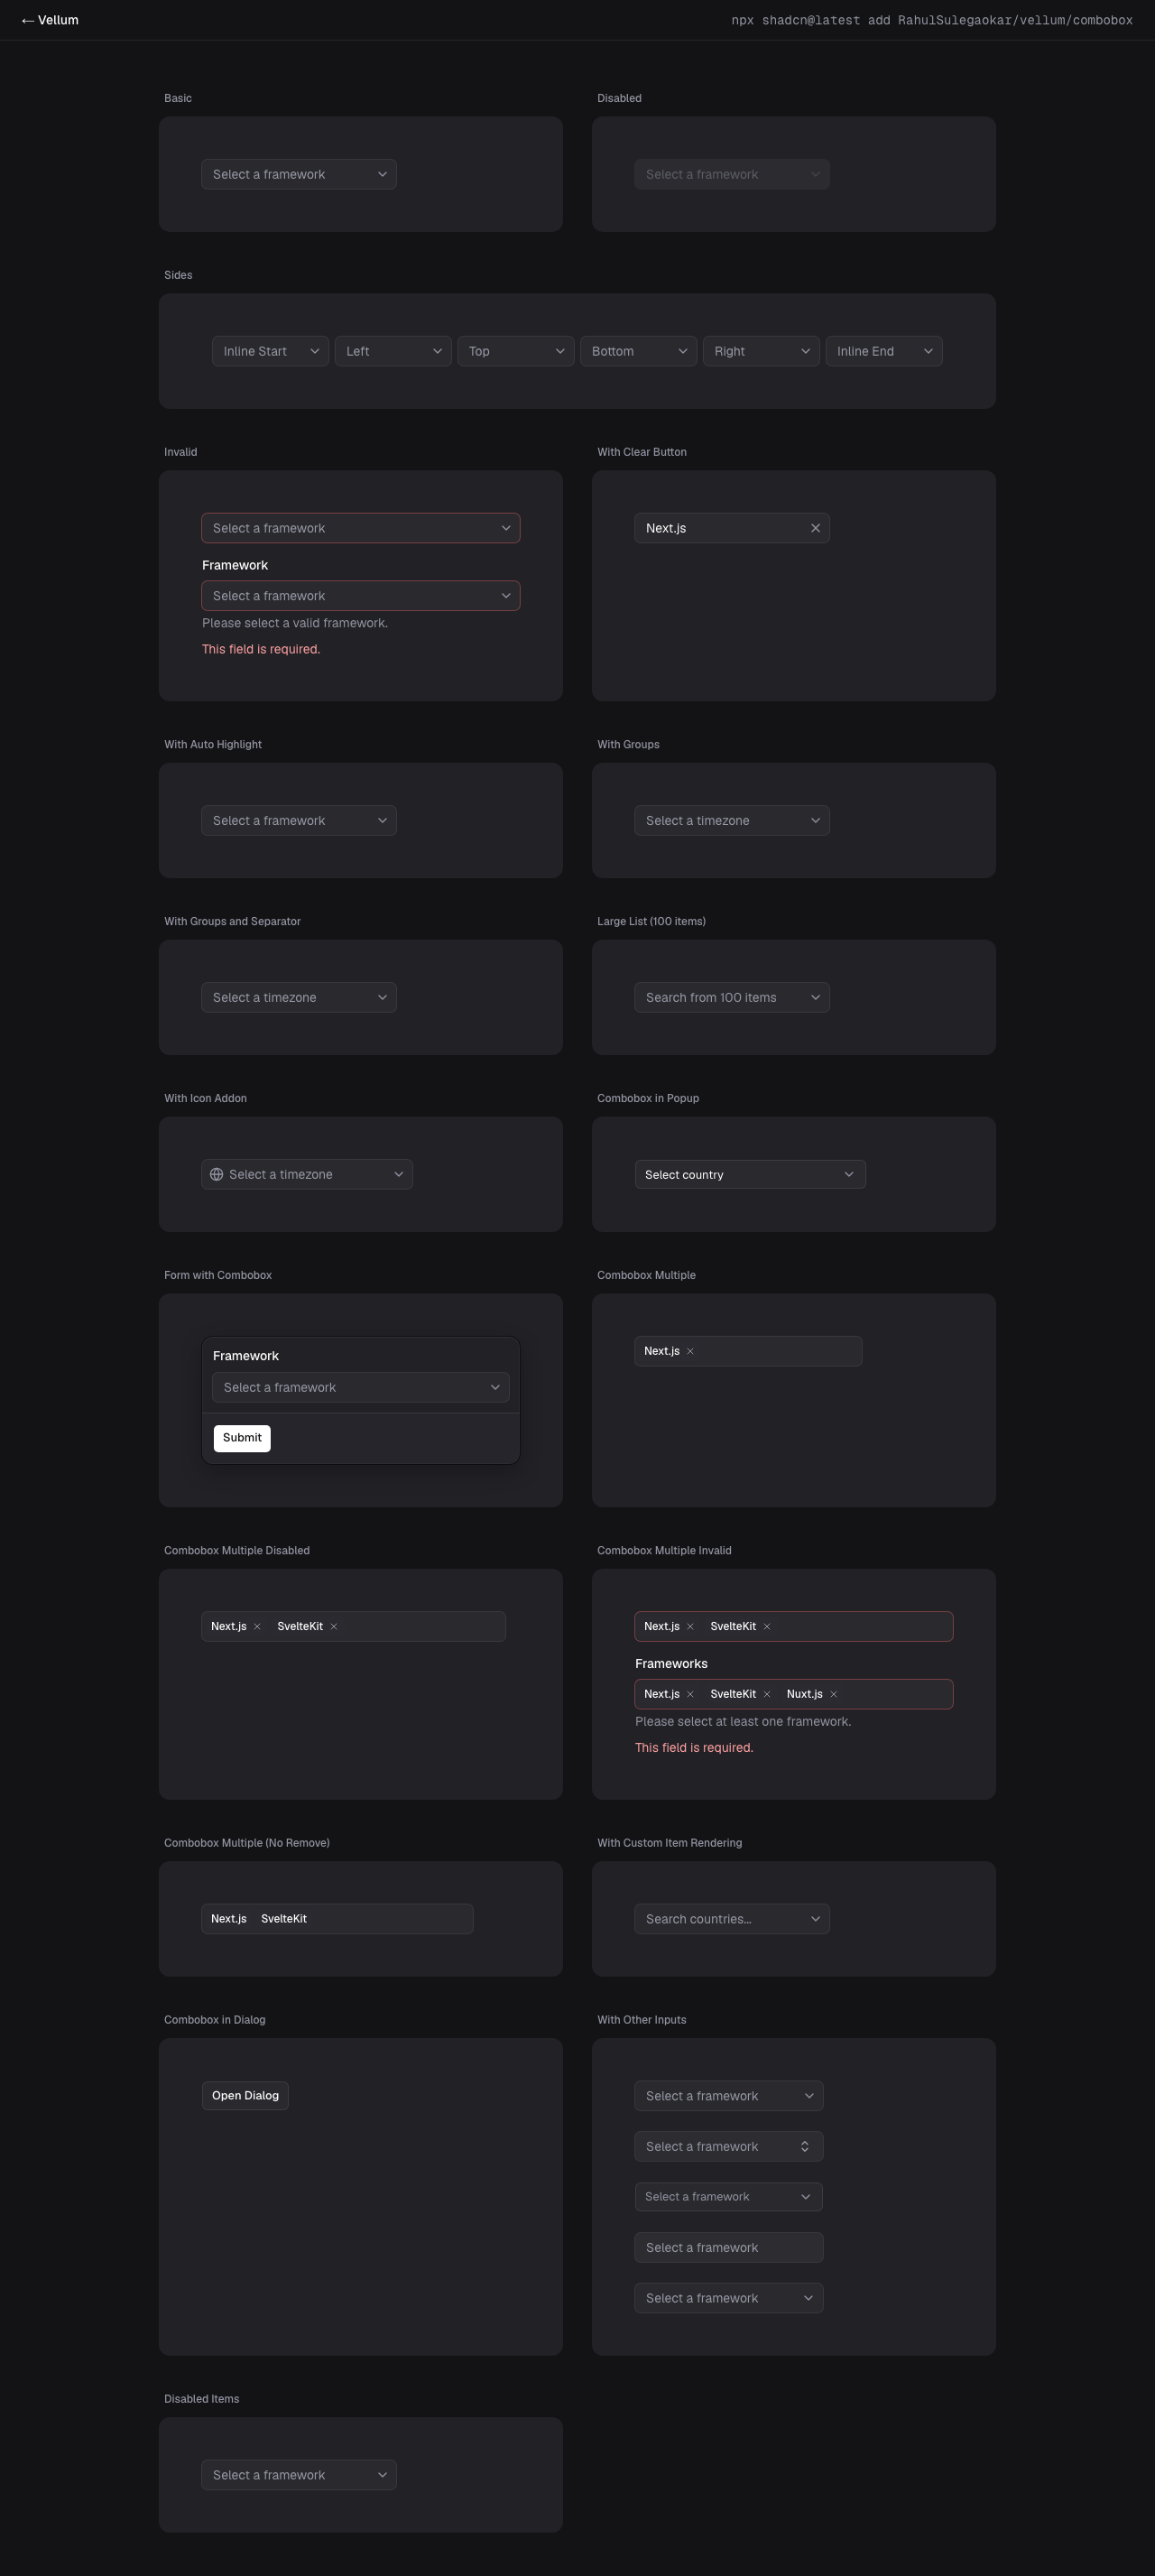 ← Vellum
npx shadcn@latest add RahulSulegaokar/vellum/combobox
Basic
Select a framework
Disabled
Select a framework
Sides
Inline Start
Left
Top
Bottom
Right
Inline End
Invalid
Select a framework
Framework
Select a framework
Please select a valid framework.
This field is required.
With Clear Button
Next.js
With Auto Highlight
Select a framework
With Groups
Select a timezone
With Groups and Separator
Select a timezone
Large List (100 items)
Search from 100 items
With Icon Addon
Select a timezone
Combobox in Popup
Select country
Form with Combobox
Framework
Select a framework
Submit
Combobox Multiple
Next.js
Combobox Multiple Disabled
Next.js SvelteKit
Combobox Multiple Invalid
Next.js SvelteKit
Frameworks
Next.js SvelteKit Nuxt.js
Please select at least one framework.
This field is required.
Combobox Multiple (No Remove)
Next.js SvelteKit
With Custom Item Rendering
Search countries...
Combobox in Dialog
Open Dialog
With Other Inputs
Select a framework
Select a framework
Select a framework
Select a framework
Select a framework
Disabled Items
Select a framework